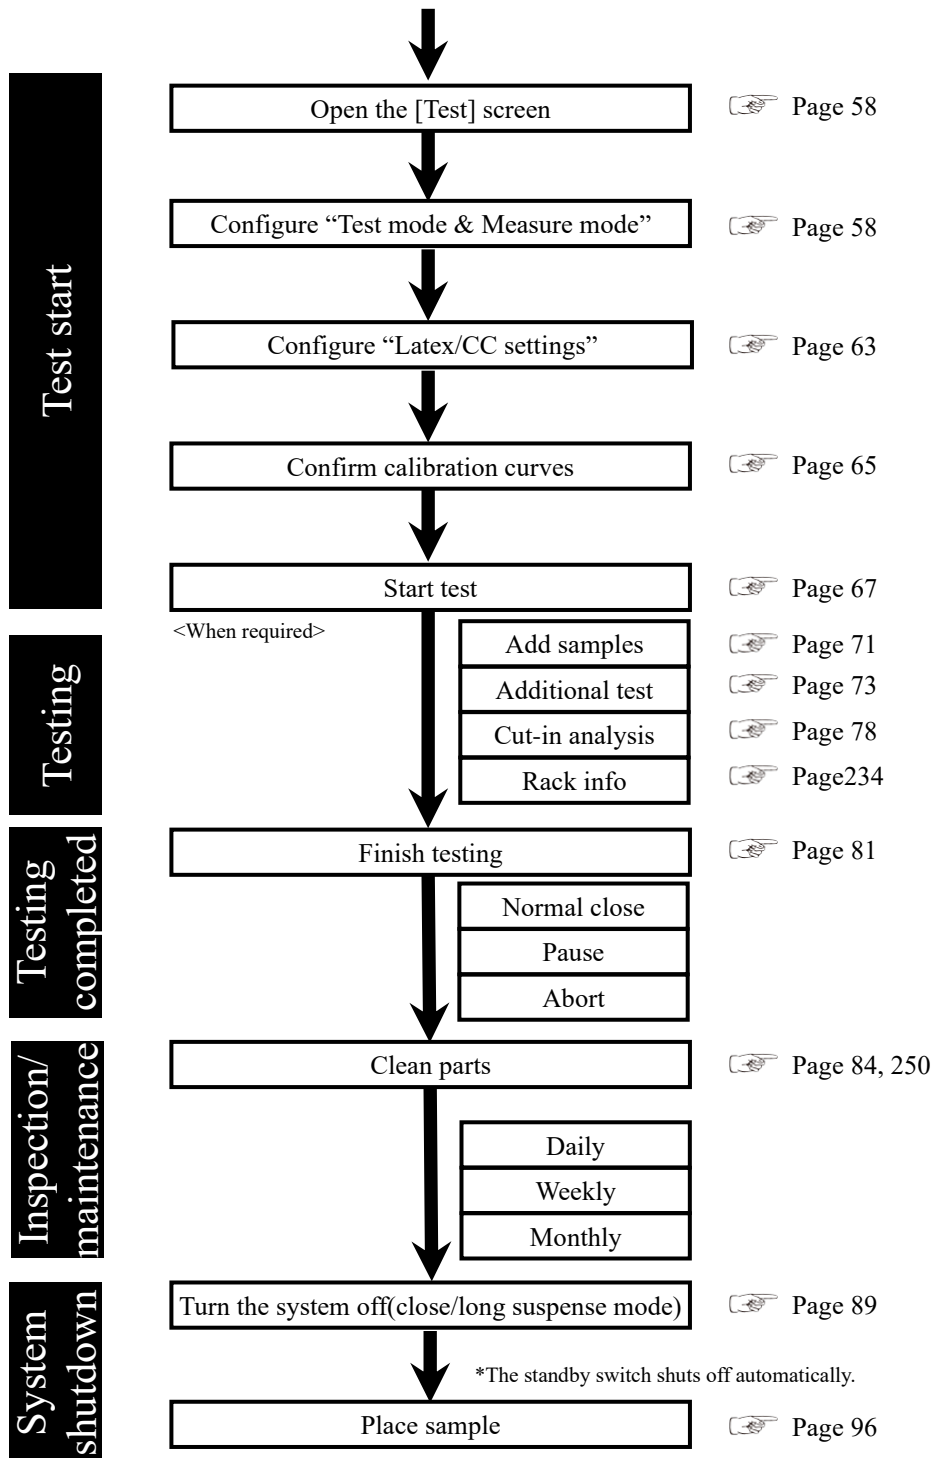 Test start
Open the [Test] screen
Page 58
Configure “Test mode & Measure mode”
Page 58
Configure “Latex/CC settings”
Page 63
Confirm calibration curves
Page 65
Start test
Page 67
Testing
<When required>
Add samples
Page 71
Additional test
Page 73
Cut-in analysis
Page 78
Rack info
Page234
Testing
completed
Finish testing
Page 81
Normal close
Pause
Abort
Inspection/
maintenance
Clean parts
Page 84, 250
Daily
Weekly
Monthly
System
shutdown
Turn the system off(close/long suspense mode)
Page 89
*The standby switch shuts off automatically.
Place sample
Page 96